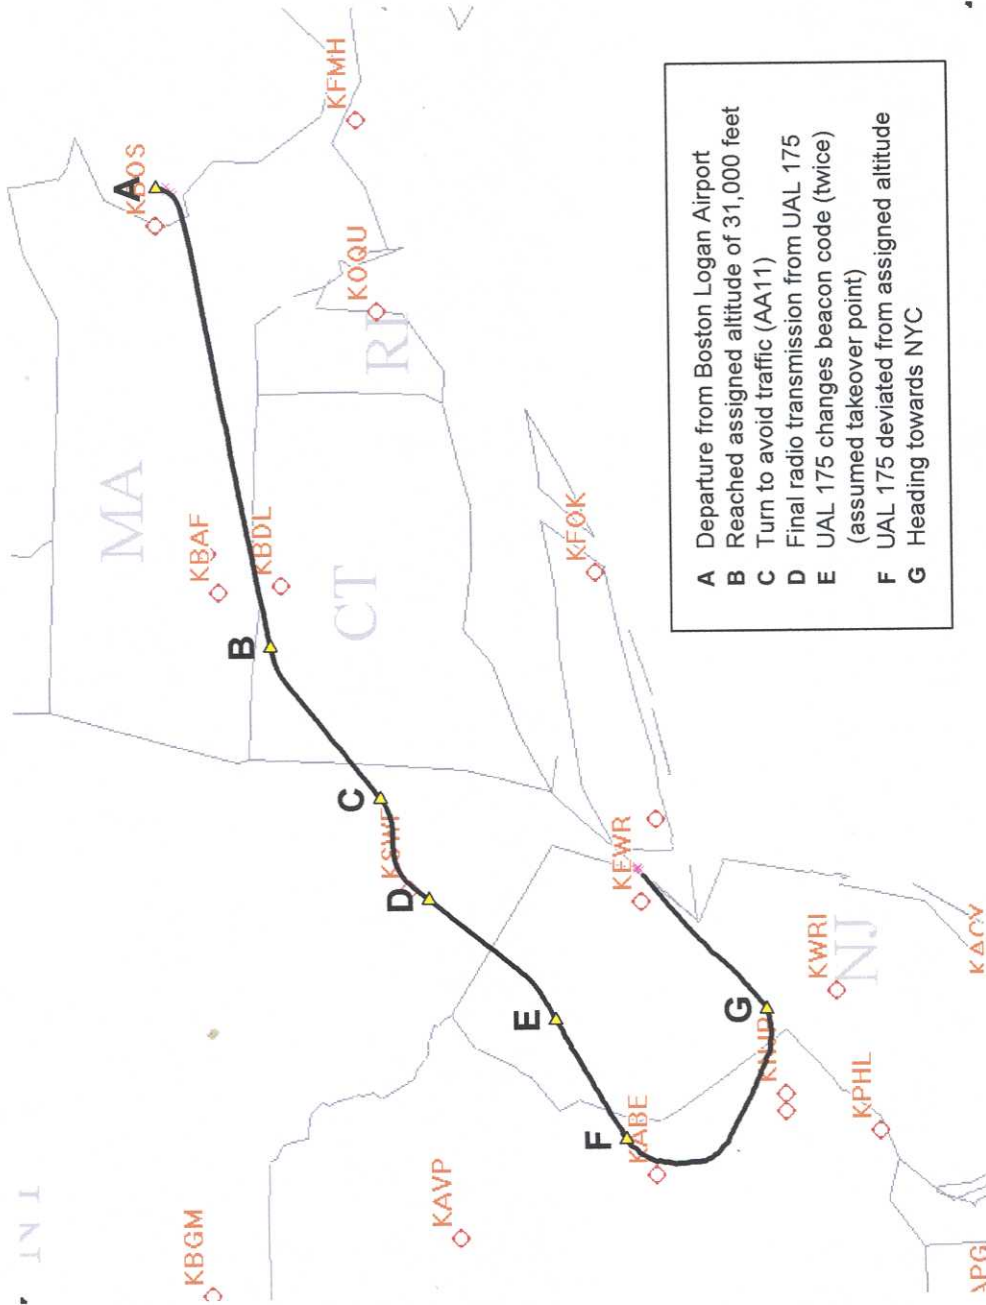 KBOS
A
KFMH
MA
KOQU
RI
KBAF
KBDL
B
CT
KFOK
C
KSWF
D
KEWR
E
G
KWRI
NJ
F
KABE
KPHL
KAVP
KBGM
A Departure from Boston Logan Airport
B Reached assigned altitude of 31,000 feet
C Turn to avoid traffic (AA11)
D Final radio transmission from UAL 175
E UAL 175 changes beacon code (twice)
(assumed takeover point)
F UAL 175 deviated from assigned altitude
G Heading towards NYC